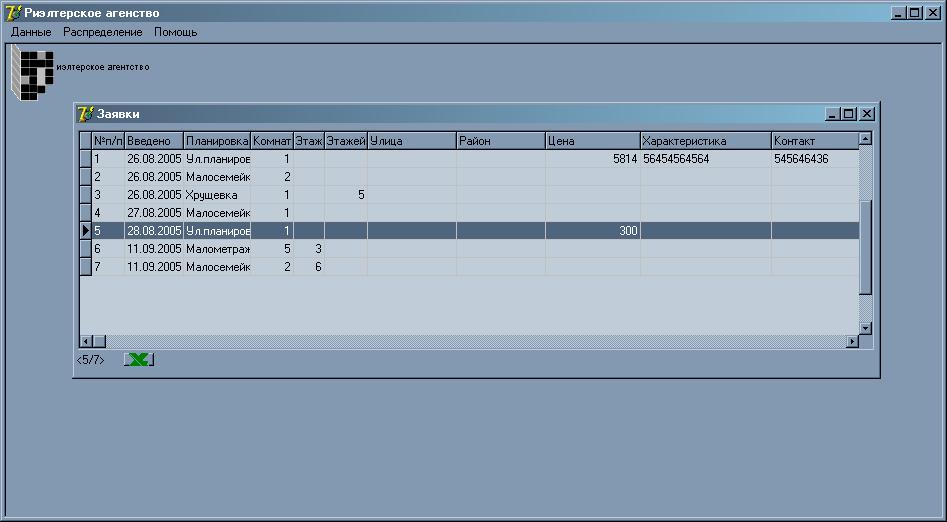 Риэлтерское агенство
Данные Распределение Помощь
иэлтерское агентство
Заявки
№п/п Введено Планировка Комнат Этаж Этажей Улица Район Цена Характеристика Контакт
1 26.08.2005 Ул.планиров 1 5814 56454564564 545646436
2 26.08.2005 Малосемейк 2
3 26.08.2005 Хрущевка 1 5
4 27.08.2005 Малосемейк 1
5 28.08.2005 Ул.планиров 1 300
6 11.09.2005 Малометраж 5 3
7 11.09.2005 Малосемейк 2 6
<5/7>